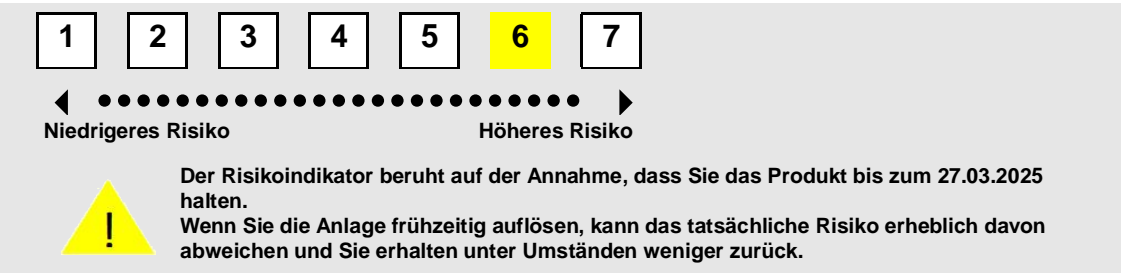 1 2 3 4 5 6 7
Niedrigeres Risiko Höheres Risiko
Der Risikoindikator beruht auf der Annahme, dass Sie das Produkt bis zum 27.03.2025
halten.
Wenn Sie die Anlage frühzeitig auflösen, kann das tatsächliche Risiko erheblich davon
abweichen und Sie erhalten unter Umständen weniger zurück.
!